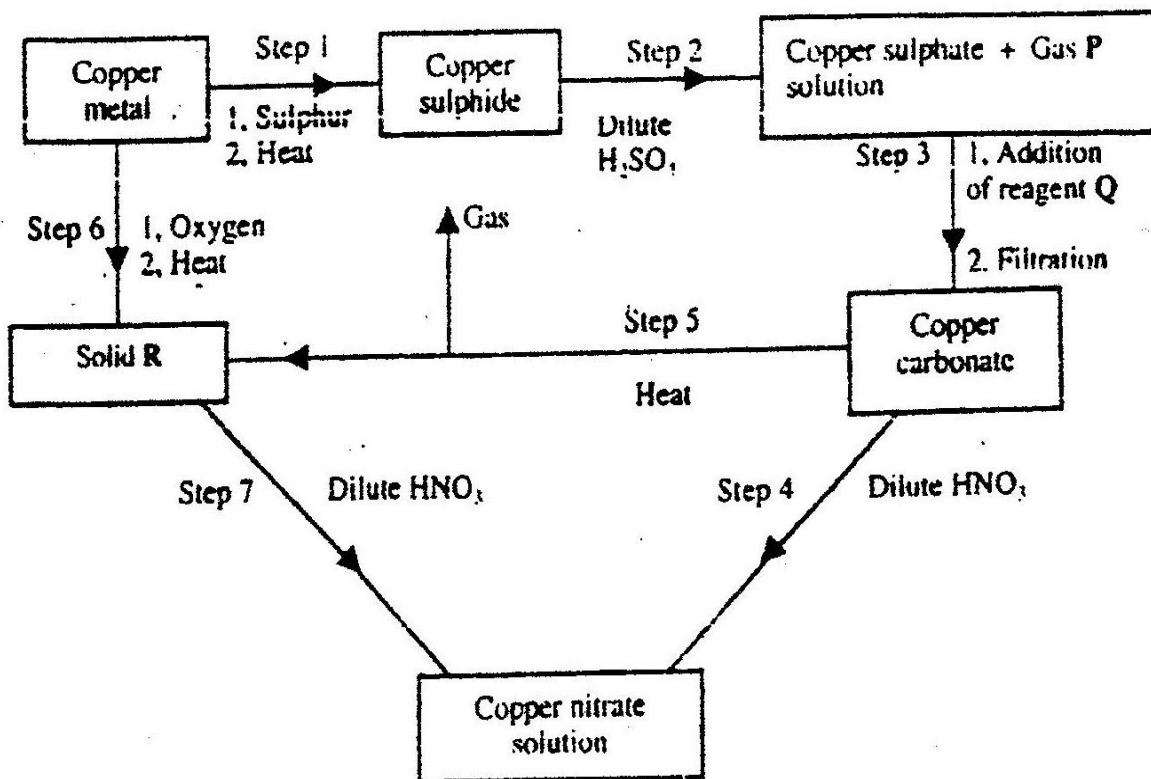 Step 1
Step 2
Copper
metal
Copper
sulphide
Copper sulphate + Gas P
solution
1. Sulphur
2, Heat
Dilute
H₂SO₄
Step 3
1. Addition
of reagent Q
2. Filtration
Step 6
1, Oxygen
2, Heat
Gas
Solid R
Step 5
Heat
Copper
carbonate
Step 7
Dilute HNO₃
Step 4
Dilute HNO₃
Copper nitrate
solution